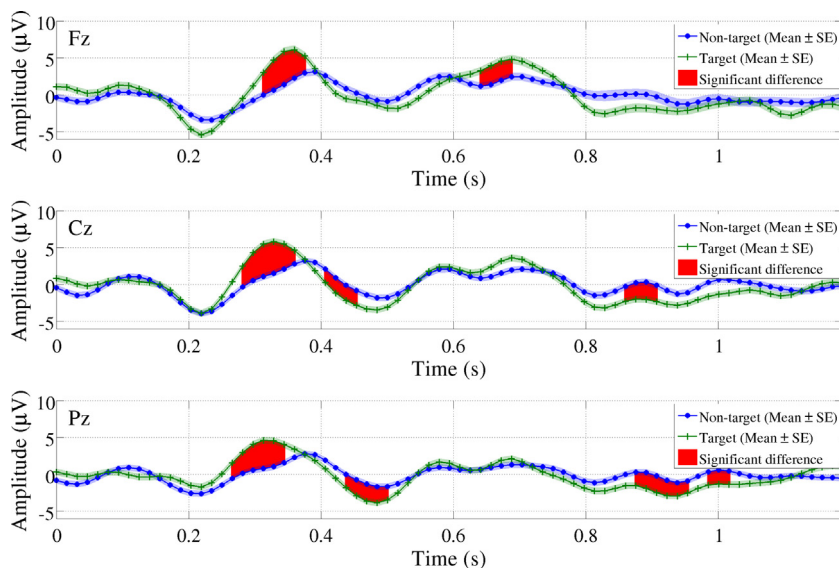 Fz
Amplitude (µV)
10
5
0
-5
0
0.2
0.4
0.6
0.8
1
Time (s)
Non-target (Mean ± SE)
Target (Mean ± SE)
Significant difference
Cz
Amplitude (µV)
10
5
0
-5
0
0.2
0.4
0.6
0.8
1
Time (s)
Non-target (Mean ± SE)
Target (Mean ± SE)
Significant difference
Pz
Amplitude (µV)
10
5
0
-5
0
0.2
0.4
0.6
0.8
1
Time (s)
Non-target (Mean ± SE)
Target (Mean ± SE)
Significant difference